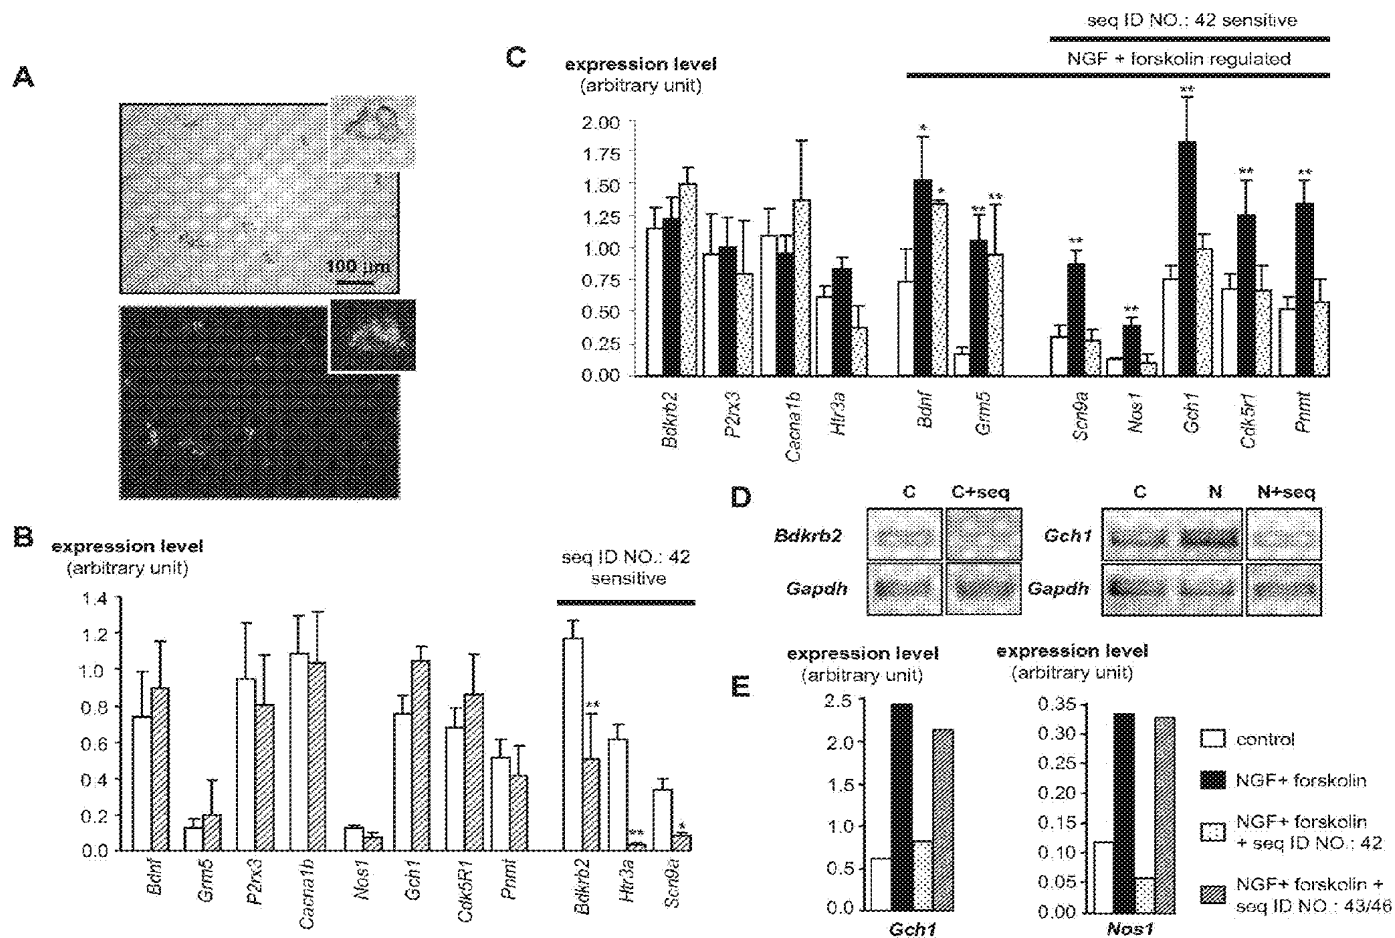 A
100 µm
B
expression level
(arbitrary unit)
seq ID NO.: 42
sensitive
1.4
1.2
1.0
0.8
0.6
0.4
0.2
0.0
**
**
*
Bdnf
Grm5
P2rx3
Cacna1b
Nos1
Gch1
Cdk5R1
Pnmt
Bdkrb2
Htr3a
Scn9a
C
expression level
(arbitrary unit)
seq ID NO.: 42 sensitive
NGF + forskolin regulated
2.00
1.75
1.50
1.25
1.00
0.75
0.50
0.25
0.00
*
*
**
**
**
**
**
**
**
Bdkrb2
P2rx3
Cacna1b
Htr3a
Bdnf
Grm5
Scn9a
Nos1
Gch1
Cdk5r1
Pnmt
D
C C+seq
Bdkrb2
Gapdh
C N N+seq
Gch1
Gapdh
E
expression level
(arbitrary unit)
2.5
2.0
1.5
1.0
0.5
0.0
Gch1
expression level
(arbitrary unit)
0.35
0.30
0.25
0.20
0.15
0.10
0.05
0.00
Nos1
control
NGF+ forskolin
NGF+ forskolin
+ seq ID NO.: 42
NGF+ forskolin +
seq ID NO.: 43/46